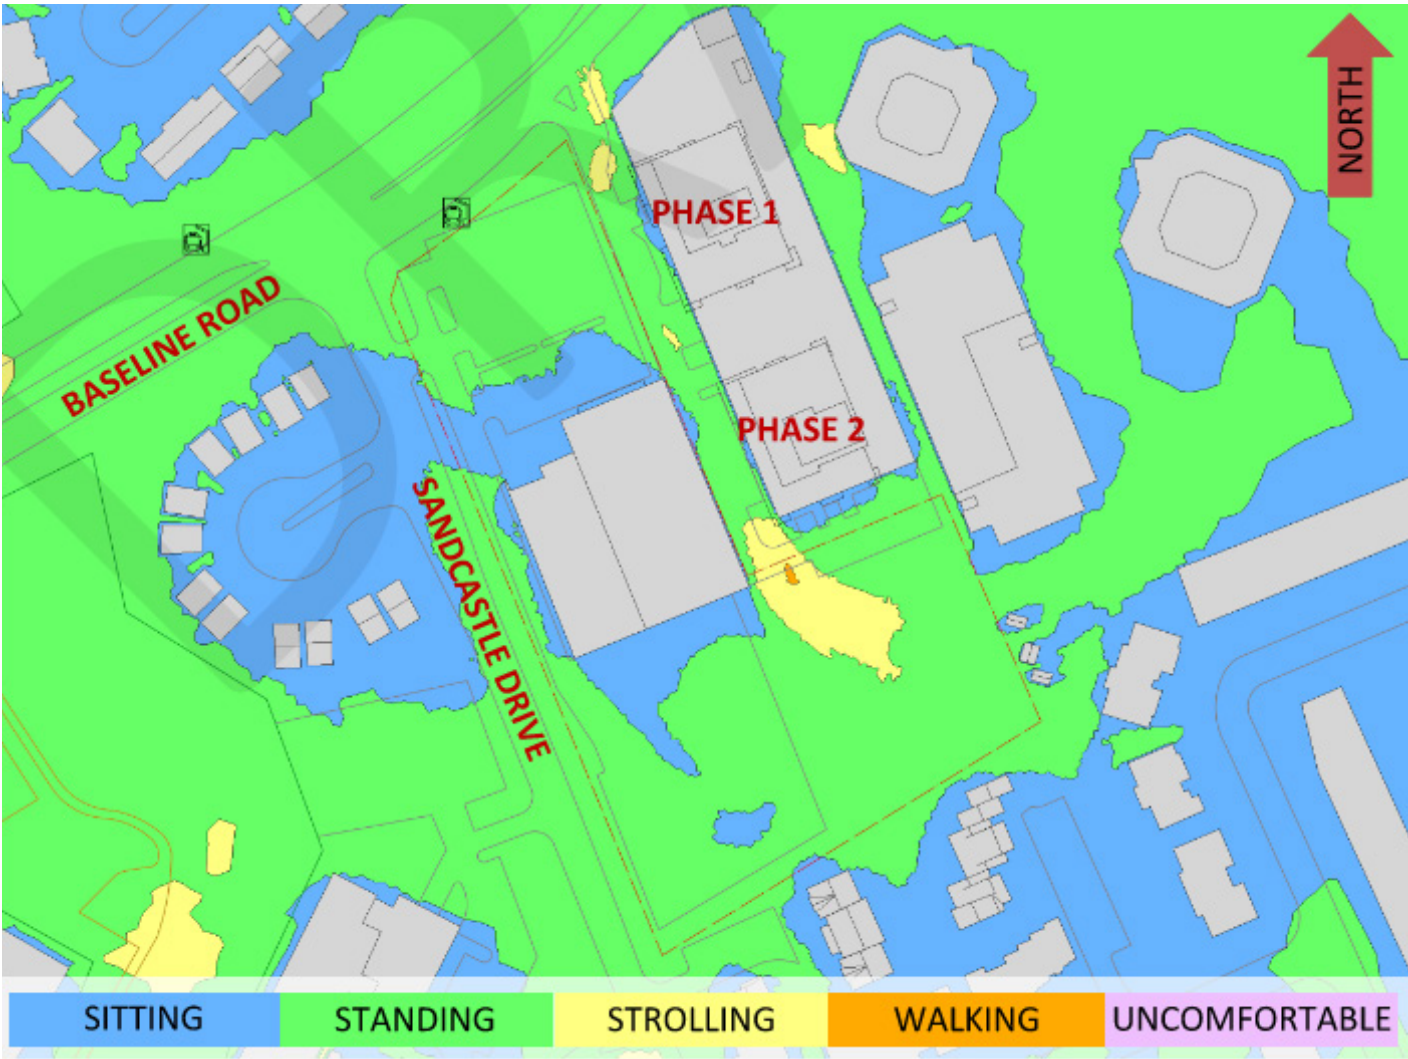 NORTH
PHASE 1
BASELINE ROAD
PHASE 2
SANDCASTLE DRIVE
SITTING
STANDING
STROLLING
WALKING
UNCOMFORTABLE